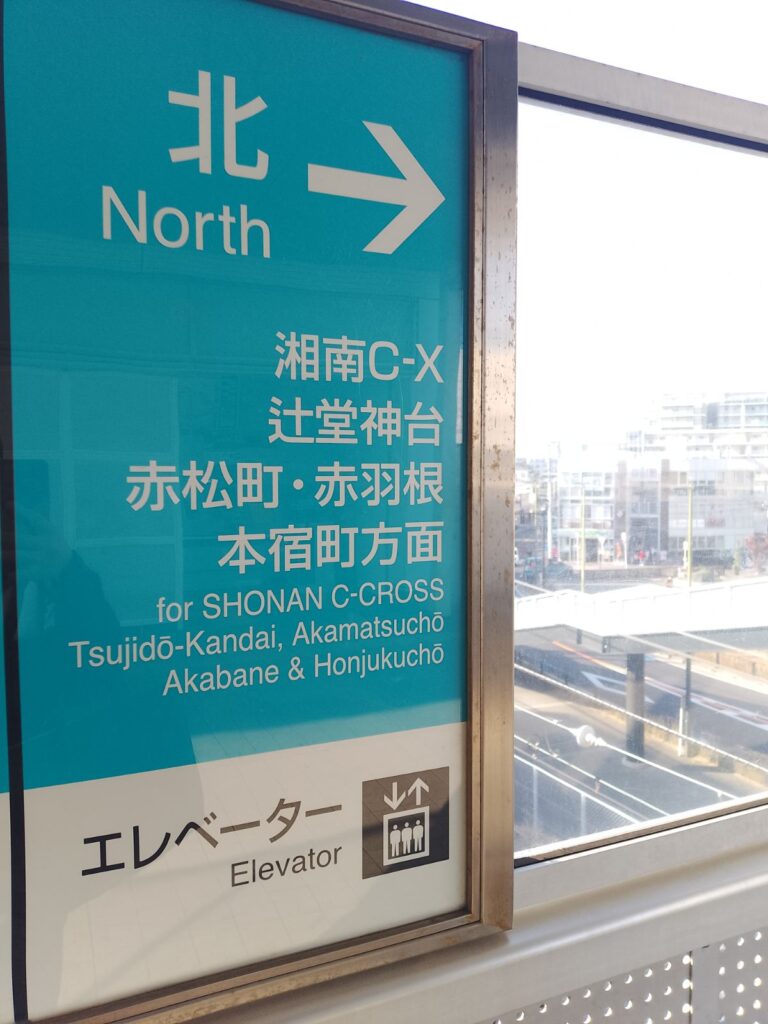 北
North
湘南C-X
辻堂神台
赤松町・赤羽根
本宿町方面
for SHONAN C-CROSS
Tsujidō-Kandai, Akamatsuchō
Akabane & Honjukuchō
エレベーター
Elevator